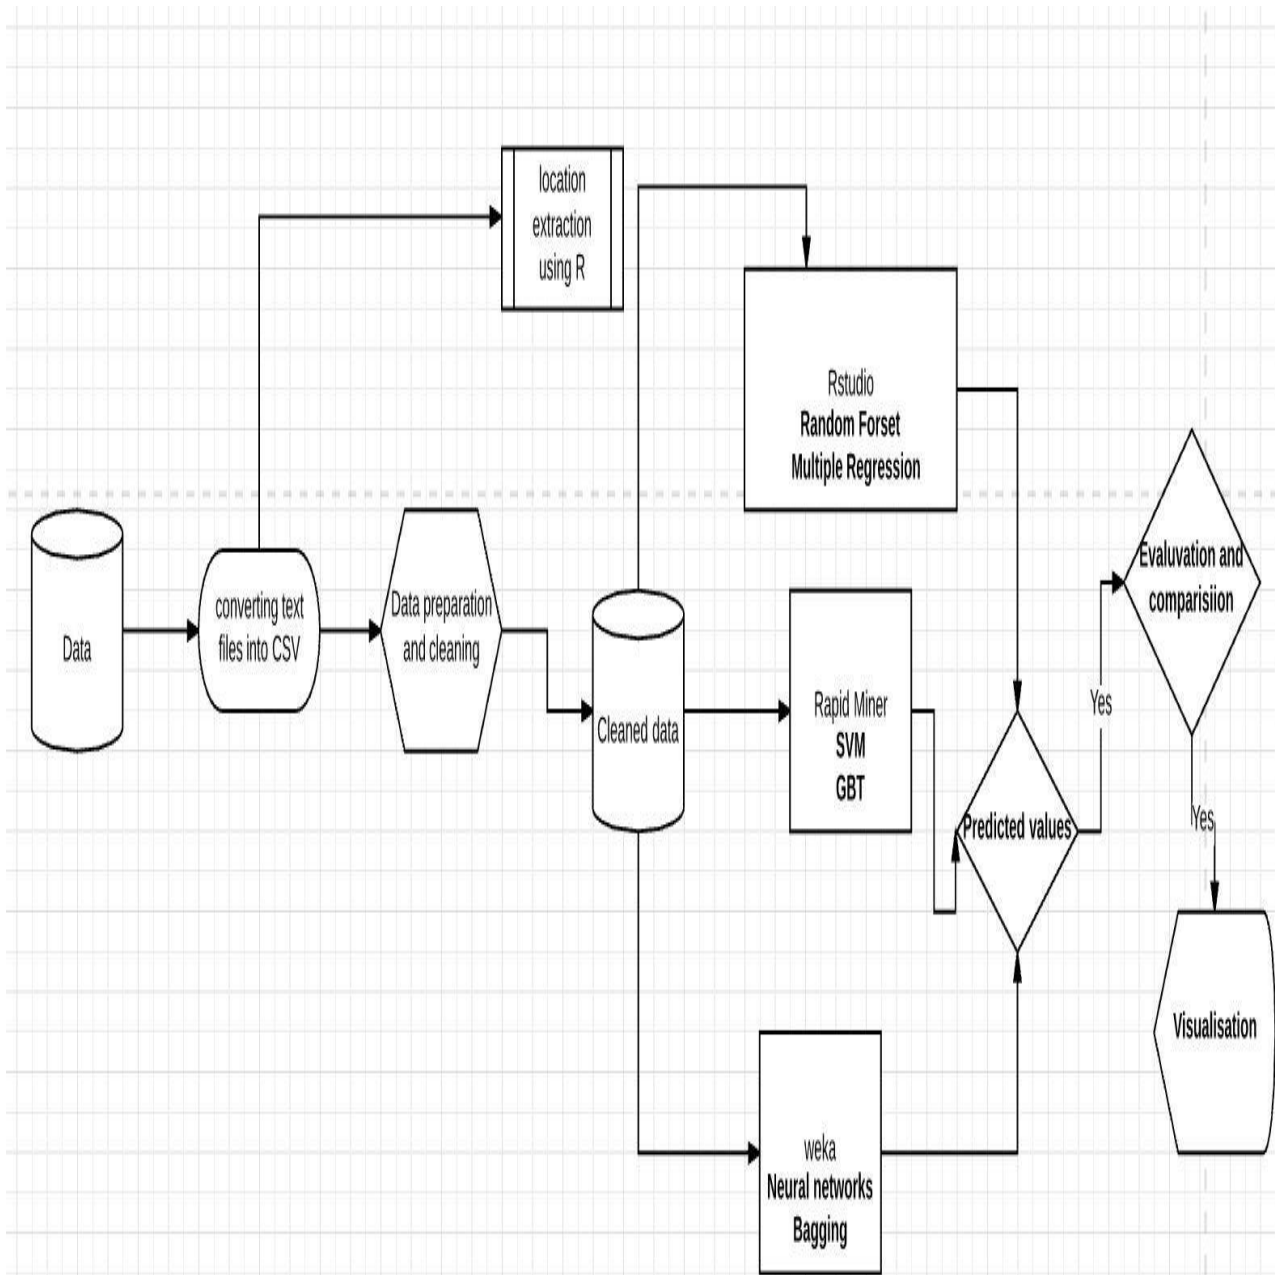 location
extraction
using R
Rstudio
Random Forset
Multiple Regression
Data
converting text
files into CSV
Data preparation
and cleaning
Cleaned data
Rapid Miner
SVM
GBT
Predicted values
Yes
Evaluvation and
comparisiion
Yes
Visualisation
weka
Neural networks
Bagging